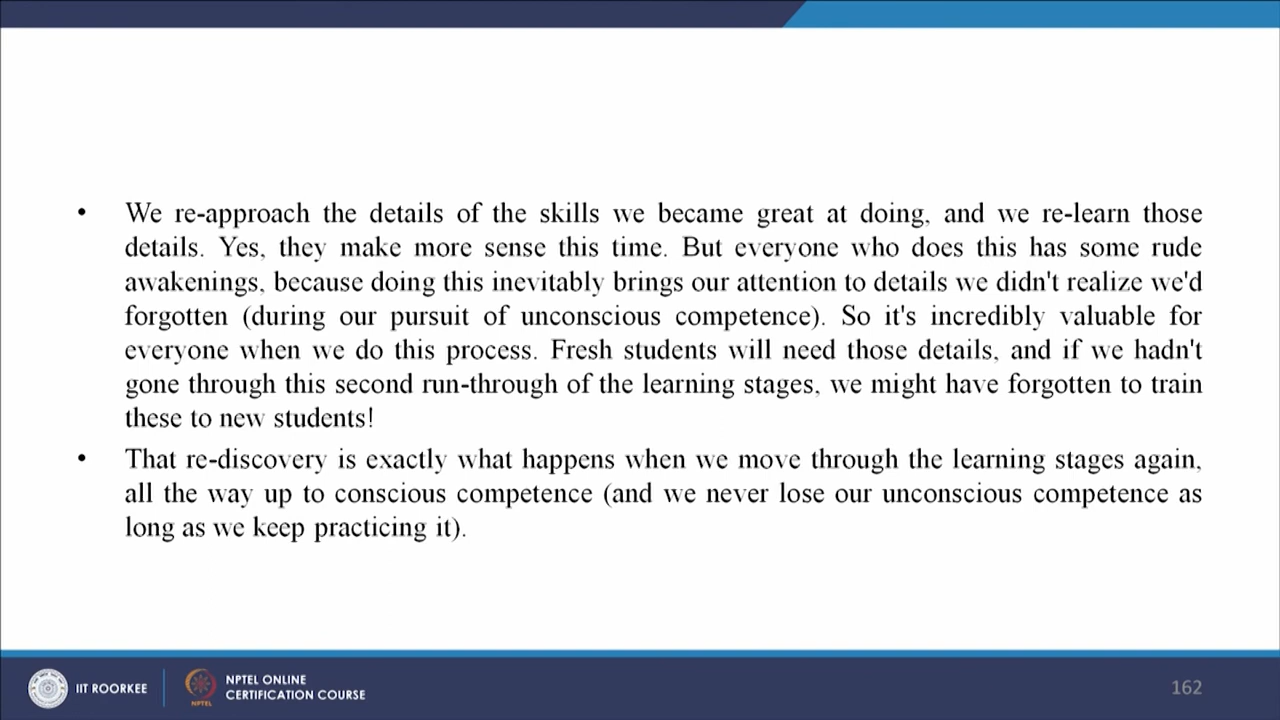 • We re-approach the details of the skills we became great at doing, and we re-learn those
details. Yes, they make more sense this time. But everyone who does this has some rude
awakenings, because doing this inevitably brings our attention to details we didn't realize we'd
forgotten (during our pursuit of unconscious competence). So it's incredibly valuable for
everyone when we do this process. Fresh students will need those details, and if we hadn't
gone through this second run-through of the learning stages, we might have forgotten to train
these to new students!
• That re-discovery is exactly what happens when we move through the learning stages again,
all the way up to conscious competence (and we never lose our unconscious competence as
long as we keep practicing it).
IIT ROORKEE
NPTEL
NPTEL ONLINE
CERTIFICATION COURSE
162